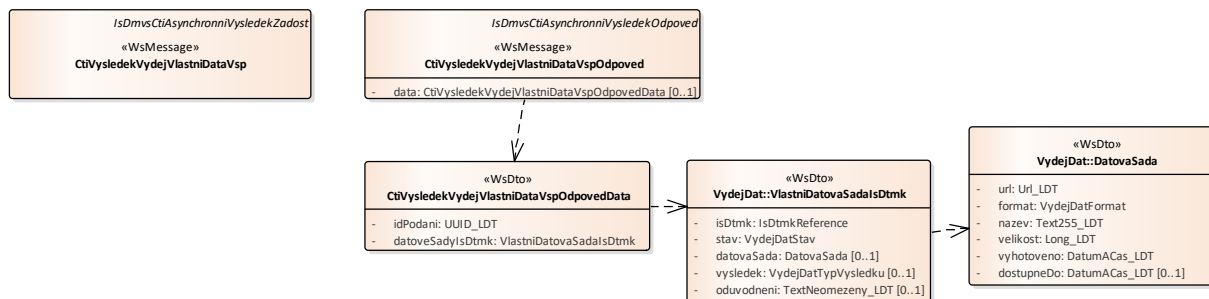 IsDmvsCtiAsynchronniVysledekZadost
«WsMessage»
CtiVysledekVydejVlastniDataVsp
IsDmvsCtiAsynchronniVysledekOdpoved
«WsMessage»
CtiVysledekVydejVlastniDataVspOdpoved
- data: CtiVysledekVydejVlastniDataVspOdpovedData [0..1]
«WsDto»
CtiVysledekVydejVlastniDataVspOdpovedData
- idPodani: UUID_LDT
- datoveSadyIsDtmk: VlastniDatovaSadaIsDtmk
«WsDto»
VydejDat::VlastniDatovaSadaIsDtmk
- isDtmk: IsDtmkReference
- stav: VydejDatStav
- datovaSada: DatovaSada [0..1]
- vysledek: VydejDatTypVysledku [0..1]
- oduvodneni: TextNeomezeny_LDT [0..1]
«WsDto»
VydejDat::DatovaSada
- url: Url_LDT
- format: VydejDatFormat
- nazev: Text255_LDT
- velikost: Long_LDT
- vyhotoveno: DatumACas_LDT
- dostupneDo: DatumACas_LDT [0..1]